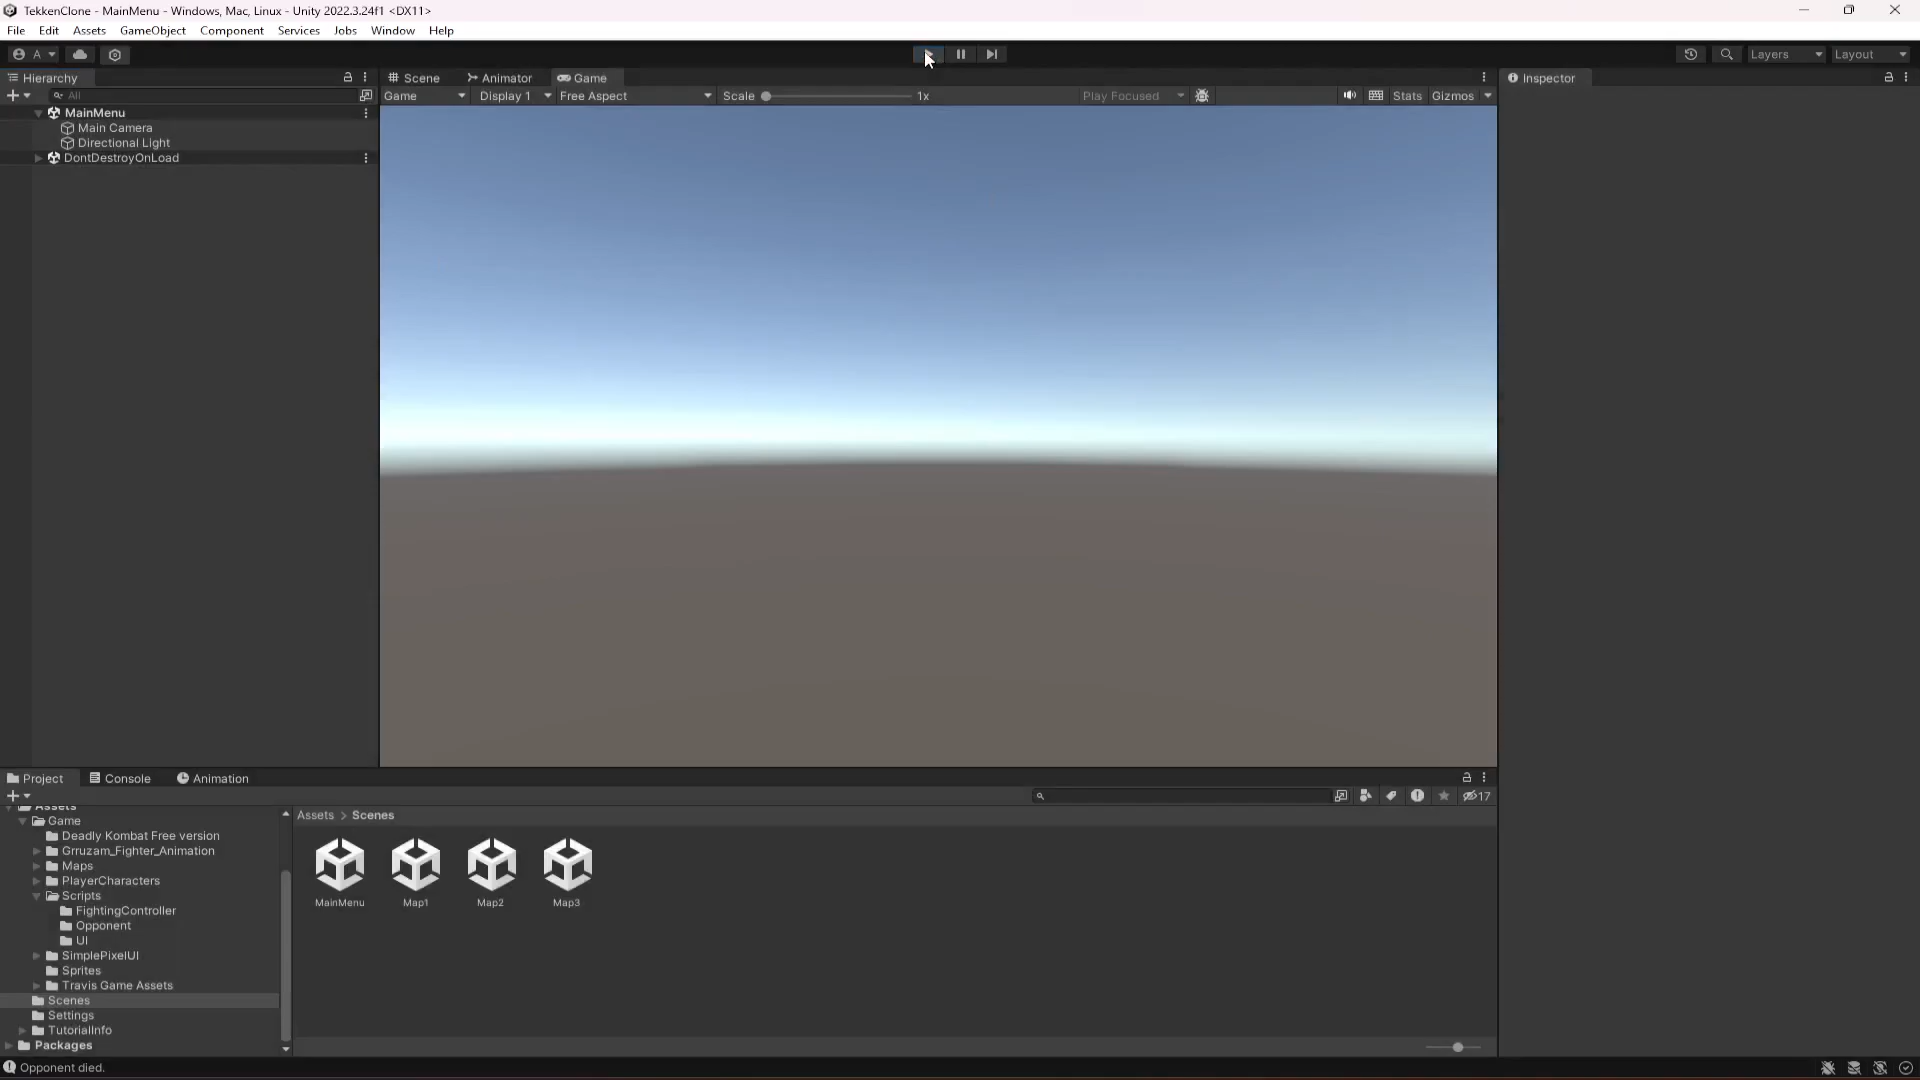 TekkenClone - MainMenu - Windows, Mac, Linux - Unity 2022.3.24f1 <DX11>
File Edit Assets GameObject Component Services Jobs Window Help
A Layers Layout
Hierarchy Scene Animator Game Inspector
All Game Display 1 Free Aspect Scale 1x Play Focused Stats Gizmos
MainMenu
Main Camera
Directional Light
DontDestroyOnLoad
Project Console Animation
17
Assets
Assets > Scenes
Game
Deadly Kombat Free version
Grruzam_Fighter_Animation
Maps
PlayerCharacters
Scripts
FightingController
Opponent
UI
SimplePixelUI
Sprites
Travis Game Assets
Scenes
Settings
TutorialInfo
Packages
MainMenu Map1 Map2 Map3
Opponent died.